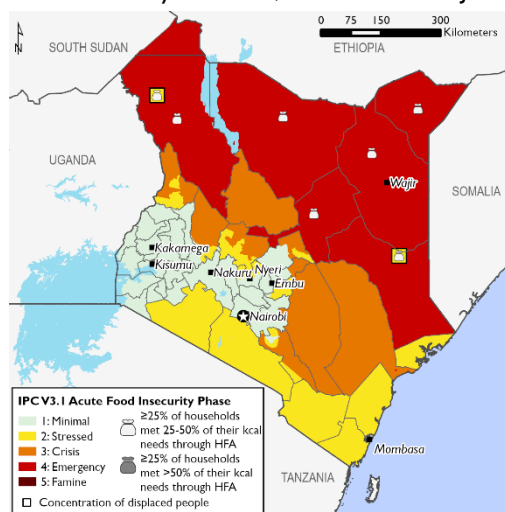 0 75 150 300
Kilometers
N
SOUTH SUDAN
ETHIOPIA
UGANDA
SOMALIA
Wajir
Kakamega
Kisumu
Nakuru
Nyeri
Embu
Nairobi
Mombasa
TANZANIA
IPC V3.1 Acute Food Insecurity Phase
1: Minimal
2: Stressed
3: Crisis
4: Emergency
5: Famine
≥25% of households
met 25-50% of their kcal
needs through HFA
≥25% of households
met >50% of their kcal
needs through HFA
Concentration of displaced people